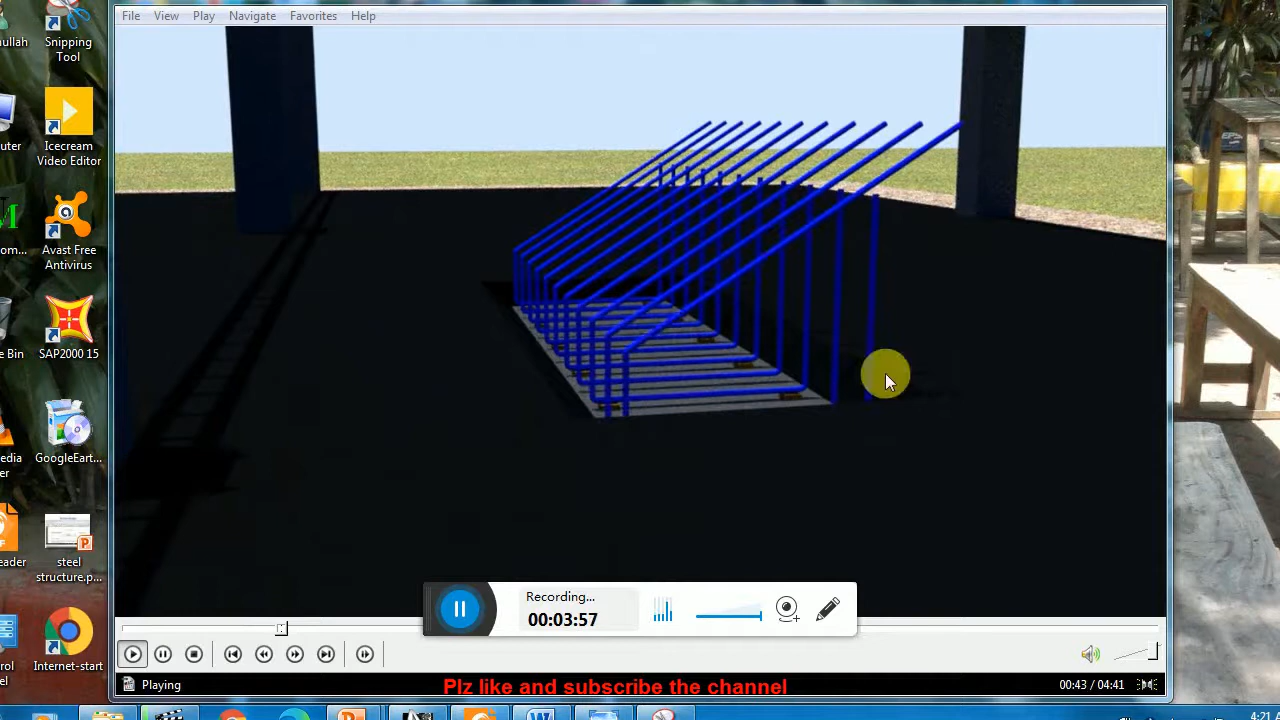 File View Play Navigate Favorites Help
Snipping
Tool
Icecream
Video Editor
Avast Free
Antivirus
SAP2000 15
GoogleEart...
steel
structure.p...
Internet-start
Recording...
00:03:57
Playing
Plz like and subscribe the channel
00:43 / 04:41